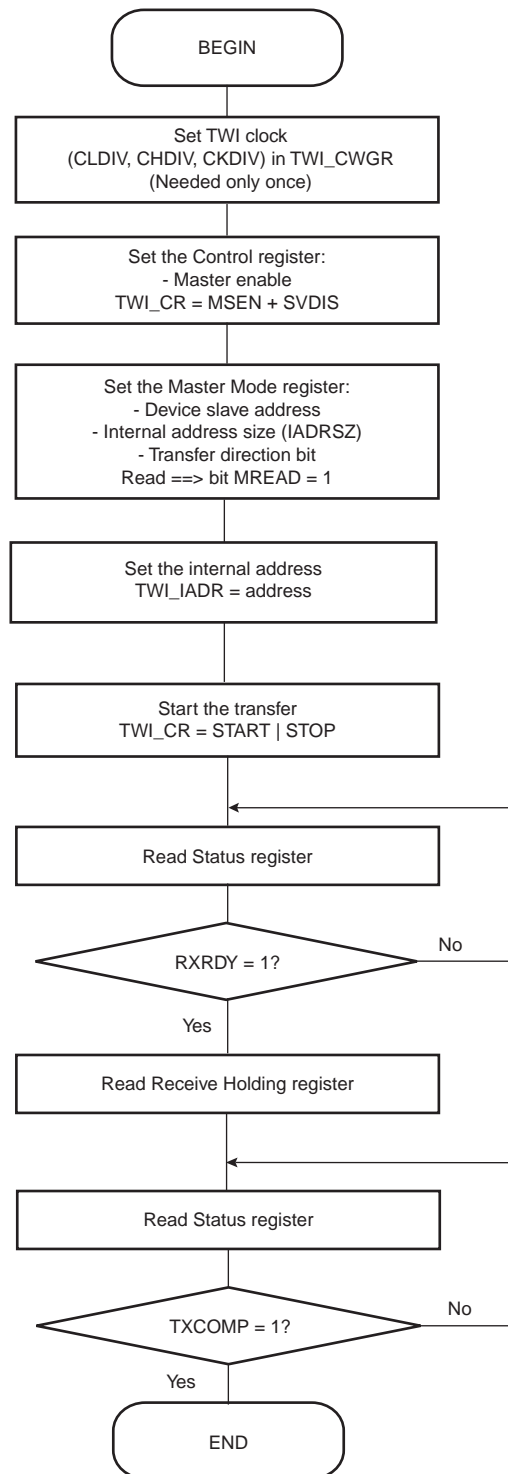 BEGIN
Set TWI clock
(CLDIV, CHDIV, CKDIV) in TWI_CWGR
(Needed only once)
Set the Control register:
- Master enable
TWI_CR = MSEN + SVDIS
Set the Master Mode register:
- Device slave address
- Internal address size (IADRSZ)
- Transfer direction bit
Read ==> bit MREAD = 1
Set the internal address
TWI_IADR = address
Start the transfer
TWI_CR = START | STOP
Read Status register
RXRDY = 1?
No
Yes
Read Receive Holding register
Read Status register
TXCOMP = 1?
No
Yes
END